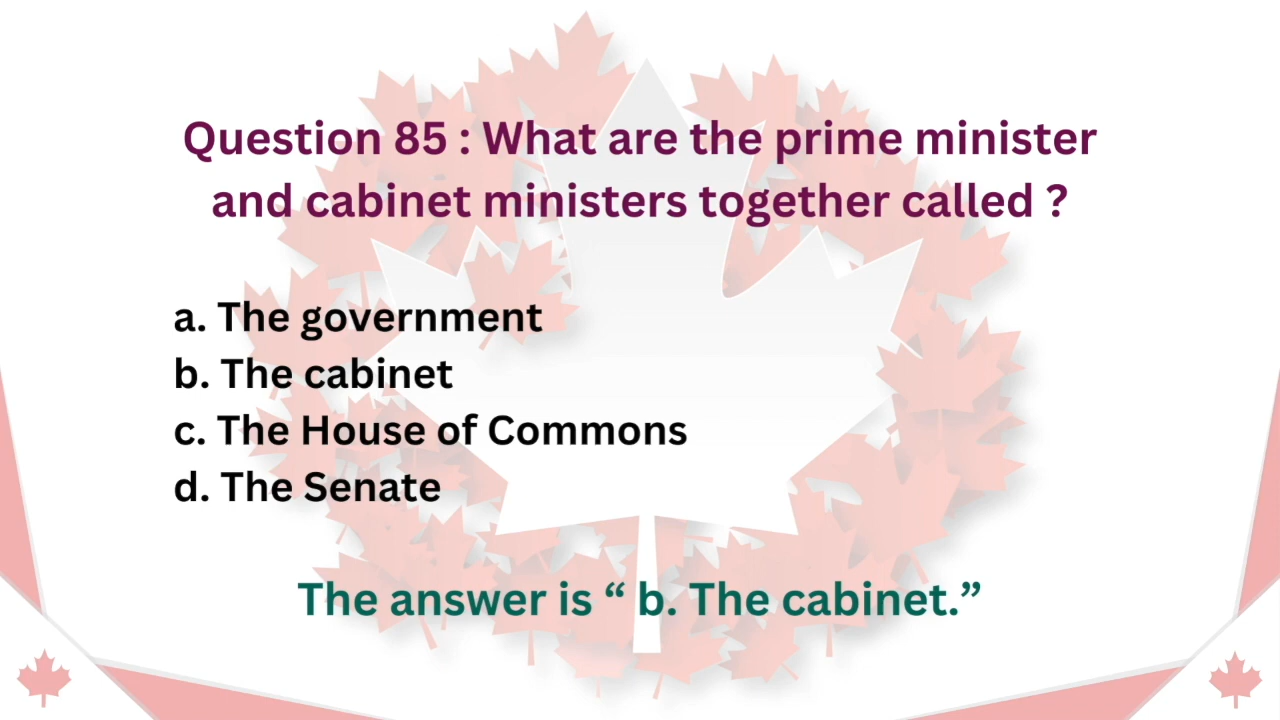 Question 85 : What are the prime minister
and cabinet ministers together called ?
a. The government
b. The cabinet
c. The House of Commons
d. The Senate
The answer is “ b. The cabinet.”